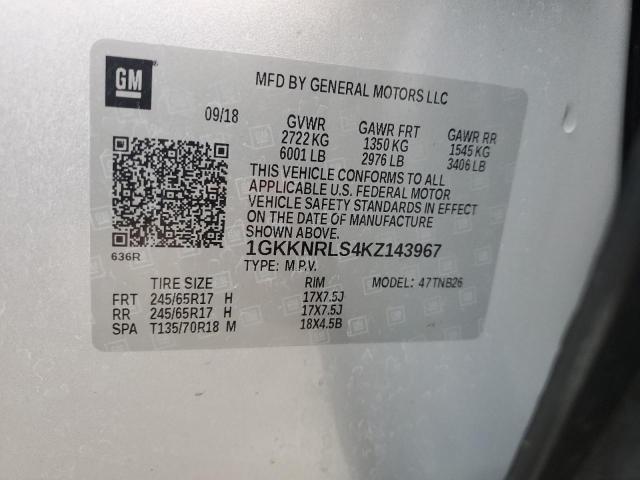 GM
MFD BY GENERAL MOTORS LLC
09/18 GVWR GAWR FRT GAWR RR
2722 KG 1350 KG 1545 KG
6001 LB 2976 LB 3406 LB
THIS VEHICLE CONFORMS TO ALL
APPLICABLE U.S. FEDERAL MOTOR
VEHICLE SAFETY STANDARDS IN EFFECT
ON THE DATE OF MANUFACTURE
SHOWN ABOVE.
636R
1GKKNRLS4KZ143967
TYPE: M.P.V. MODEL: 47TNB26
TIRE SIZE RIM
FRT 245/65R17 H 17X7.5J
RR 245/65R17 H 17X7.5J
SPA T135/70R18 M 18X4.5B